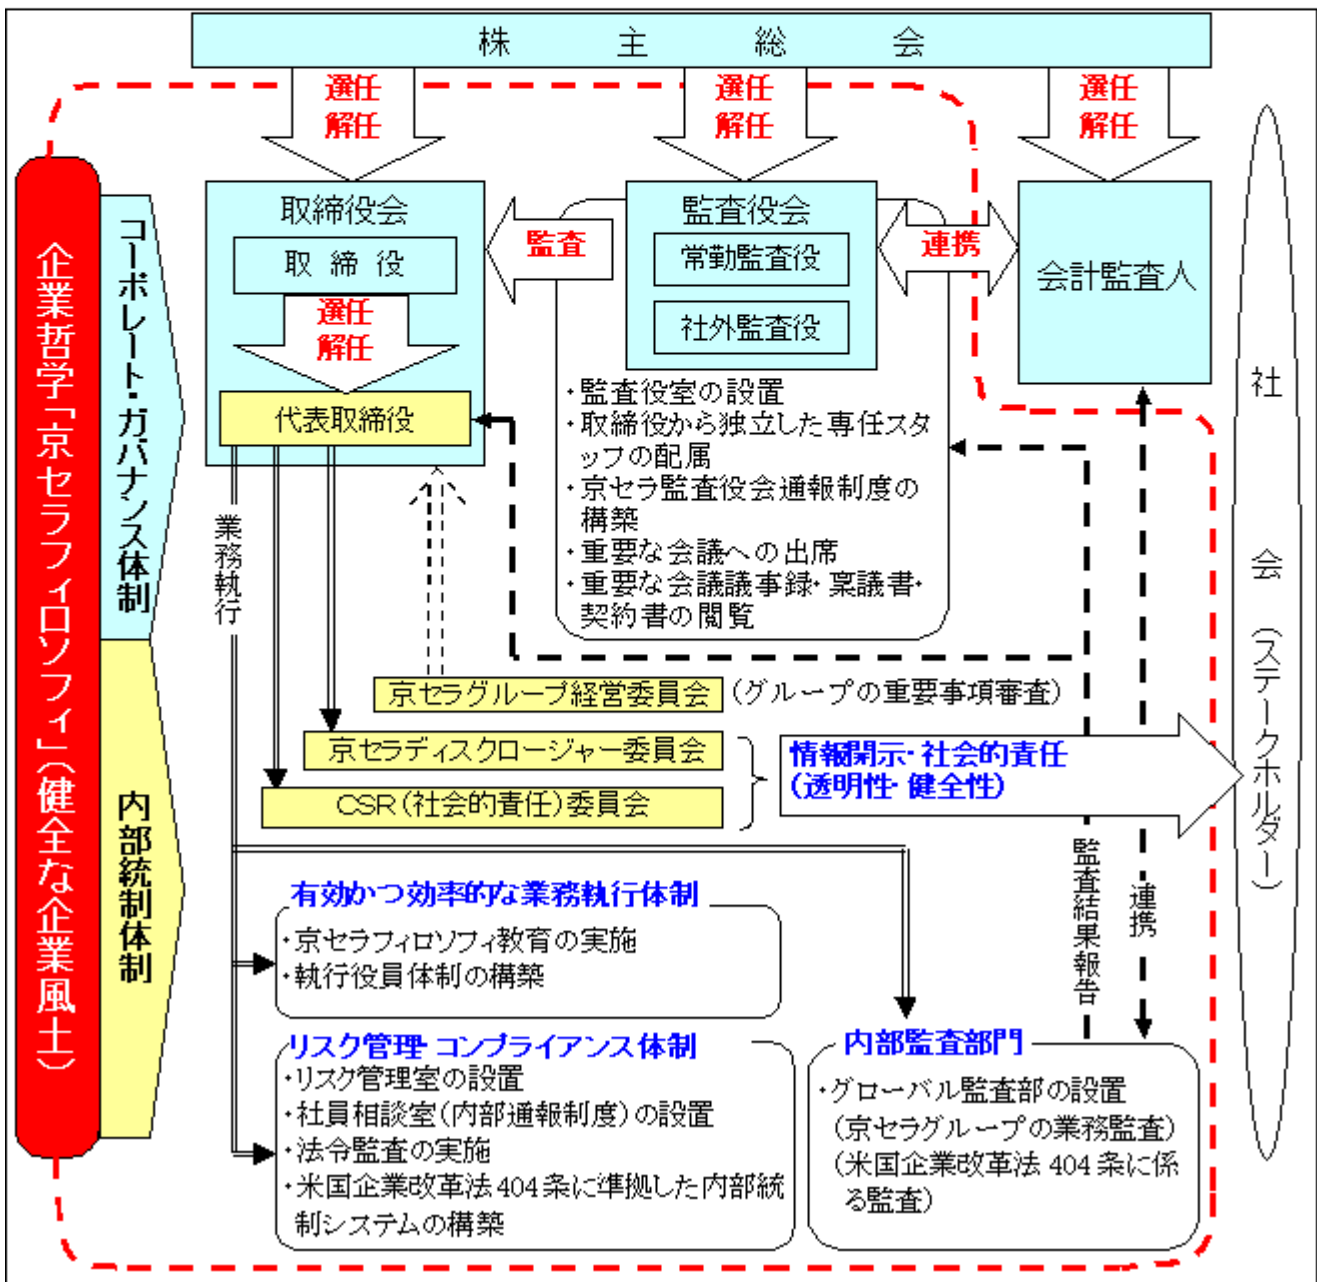 株主総会
選任
解任
選任
解任
選任
解任
企業哲学「京セラフィロソフィ」(健全な企業風土)
コーポレート・ガバナンス体制
内部統制体制
取締役会
取締役
選任
解任
代表取締役
監査
監査役会
常勤監査役
社外監査役
連携
会計監査人
・監査役室の設置
・取締役から独立した専任スタ
ッフの配属
・京セラ監査役会通報制度の
構築
・重要な会議への出席
・重要な会議議事録・稟議書・
契約書の閲覧
業務執行
京セラグループ経営委員会
(グループの重要事項審査)
京セラディスクロージャー委員会
CSR(社会的責任)委員会
情報開示・社会的責任
(透明性・健全性)
社会(ステークホルダー)
監査結果報告
連携
有効かつ効率的な業務執行体制
・京セラフィロソフィ教育の実施
・執行役員体制の構築
リスク管理・コンプライアンス体制
・リスク管理室の設置
・社員相談室(内部通報制度)の設置
・法令監査の実施
・米国企業改革法404条に準拠した内部統
制システムの構築
内部監査部門
・グローバル監査部の設置
(京セラグループの業務監査)
(米国企業改革法404条に係
る監査)